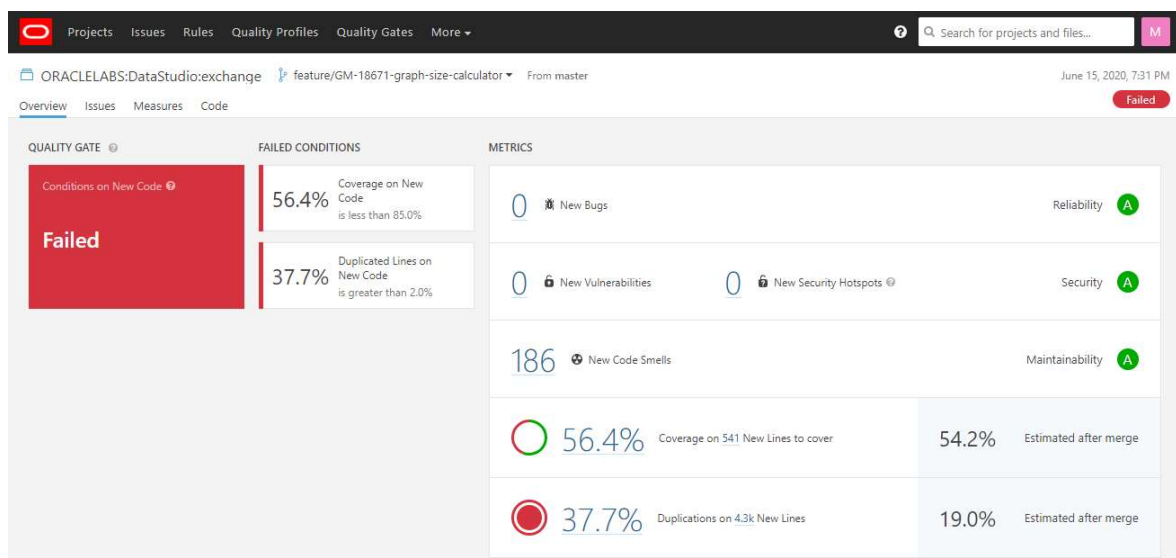 Projects Issues Rules Quality Profiles Quality Gates More
Search for projects and files...
M
ORACLELABS:DataStudio:exchange
feature/GM-18671-graph-size-calculator
From master
June 15, 2020, 7:31 PM
Failed
Overview Issues Measures Code
QUALITY GATE
Conditions on New Code
Failed
FAILED CONDITIONS
56.4%
Coverage on New
Code
is less than 85.0%
37.7%
Duplicated Lines on
New Code
is greater than 2.0%
METRICS
0 New Bugs
Reliability A
0 New Vulnerabilities
0 New Security Hotspots
Security A
186 New Code Smells
Maintainability A
56.4% Coverage on 541 New Lines to cover
54.2% Estimated after merge
37.7% Duplications on 4.3k New Lines
19.0% Estimated after merge